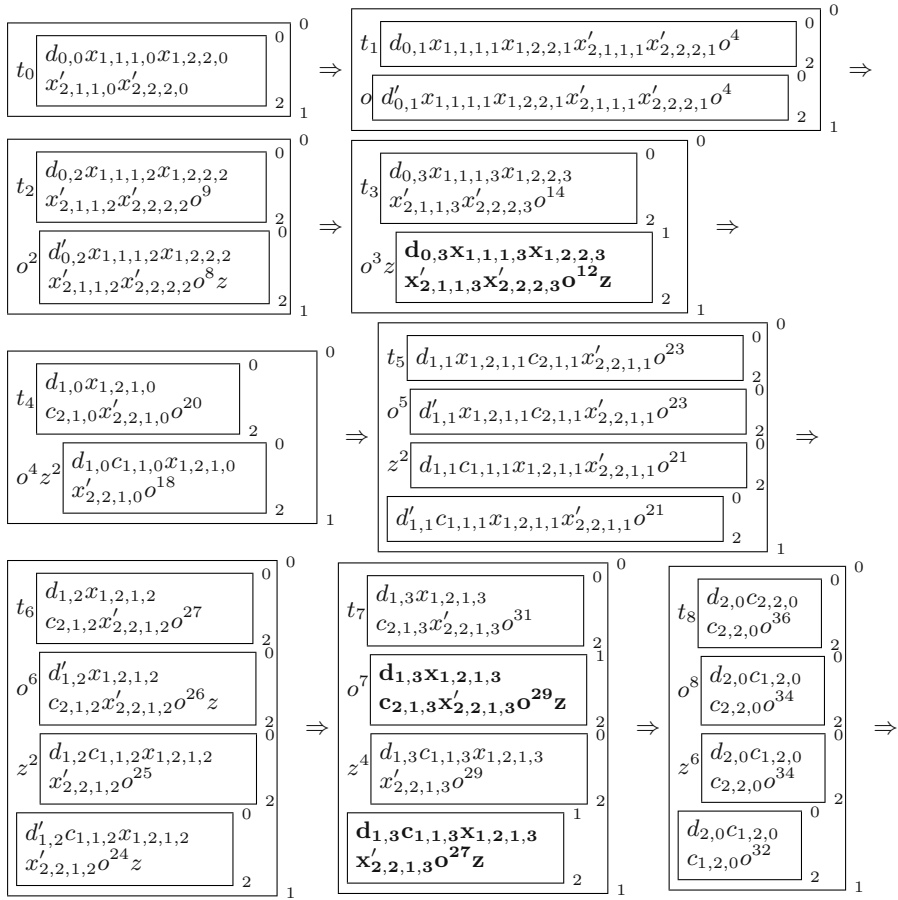 0 0 ⇒ 0
t₀ d₀,₀x₁,₁,₁,₀x₁,₂,₂,₀ 0
x′₂,₁,₁,₀x′₂,₂,₂,₀ 2
1
t₁ d₀,₁x₁,₁,₁,₁x₁,₂,₂,₁x′₂,₁,₁,₁x′₂,₂,₂,₁o⁴ 0 2 ⇒
o d′₀,₁x₁,₁,₁,₁x₁,₂,₂,₁x′₂,₁,₁,₁x′₂,₂,₂,₁o⁴ 0 2
1
t₂ d₀,₂x₁,₁,₁,₂x₁,₂,₂,₂ 0
x′₂,₁,₁,₂x′₂,₂,₂,₂o⁹ 2
o² d′₀,₂x₁,₁,₁,₂x₁,₂,₂,₂ 0
x′₂,₁,₁,₂x′₂,₂,₂,₂o⁸z 2
0 1 ⇒
t₃ d₀,₃x₁,₁,₁,₃x₁,₂,₂,₃ 0
x′₂,₁,₁,₃x′₂,₂,₂,₃o¹⁴ 2
o³z d₀,₃x₁,₁,₁,₃x₁,₂,₂,₃ 1
x′₂,₁,₁,₃x′₂,₂,₂,₃o¹²z 2
0 1 ⇒
t₄ d₁,₀x₁,₂,₁,₀ 0
c₂,₁,₀x′₂,₂,₁,₀o²⁰ 2
o⁴z² d₁,₀c₁,₁,₀x₁,₂,₁,₀ 0
x′₂,₂,₁,₀o¹⁸ 2
0 1 ⇒
t₅ d₁,₁x₁,₂,₁,₁c₂,₁,₁x′₂,₂,₁,₁o²³ 0 2
o⁵ d′₁,₁x₁,₂,₁,₁c₂,₁,₁x′₂,₂,₁,₁o²³ 0 2
z² d₁,₁c₁,₁,₁x₁,₂,₁,₁x′₂,₂,₁,₁o²¹ 0 2
d′₁,₁c₁,₁,₁x₁,₂,₁,₁x′₂,₂,₁,₁o²¹ 0 2
0 1 ⇒
t₆ d₁,₂x₁,₂,₁,₂ 0
c₂,₁,₂x′₂,₂,₁,₂o²⁷ 2
o⁶ d′₁,₂x₁,₂,₁,₂ 0
c₂,₁,₂x′₂,₂,₁,₂o²⁶z 2
z² d₁,₂c₁,₁,₂x₁,₂,₁,₂ 0
x′₂,₂,₁,₂o²⁵ 2
d′₁,₂c₁,₁,₂x₁,₂,₁,₂ 0
x′₂,₂,₁,₂o²⁴z 2
0 1 ⇒
t₇ d₁,₃x₁,₂,₁,₃ 0
c₂,₁,₃x′₂,₂,₁,₃o³¹ 2
o⁷ d₁,₃x₁,₂,₁,₃ 1
c₂,₁,₃x′₂,₂,₁,₃o²⁹z 2
z⁴ d₁,₃c₁,₁,₃x₁,₂,₁,₃ 0
x′₂,₂,₁,₃o²⁹ 2
d₁,₃c₁,₁,₃x₁,₂,₁,₃ 1
x′₂,₂,₁,₃o²⁷z 2
0 1 ⇒
t₈ d₂,₀c₂,₂,₀ 0
c₂,₂,₀o³⁶ 2
o⁸ d₂,₀c₁,₂,₀ 0
c₂,₂,₀o³⁴ 2
z⁶ d₂,₀c₁,₂,₀ 0
c₂,₂,₀o³⁴ 2
d₂,₀c₁,₂,₀ 0
c₁,₂,₀o³² 2
0 1 ⇒